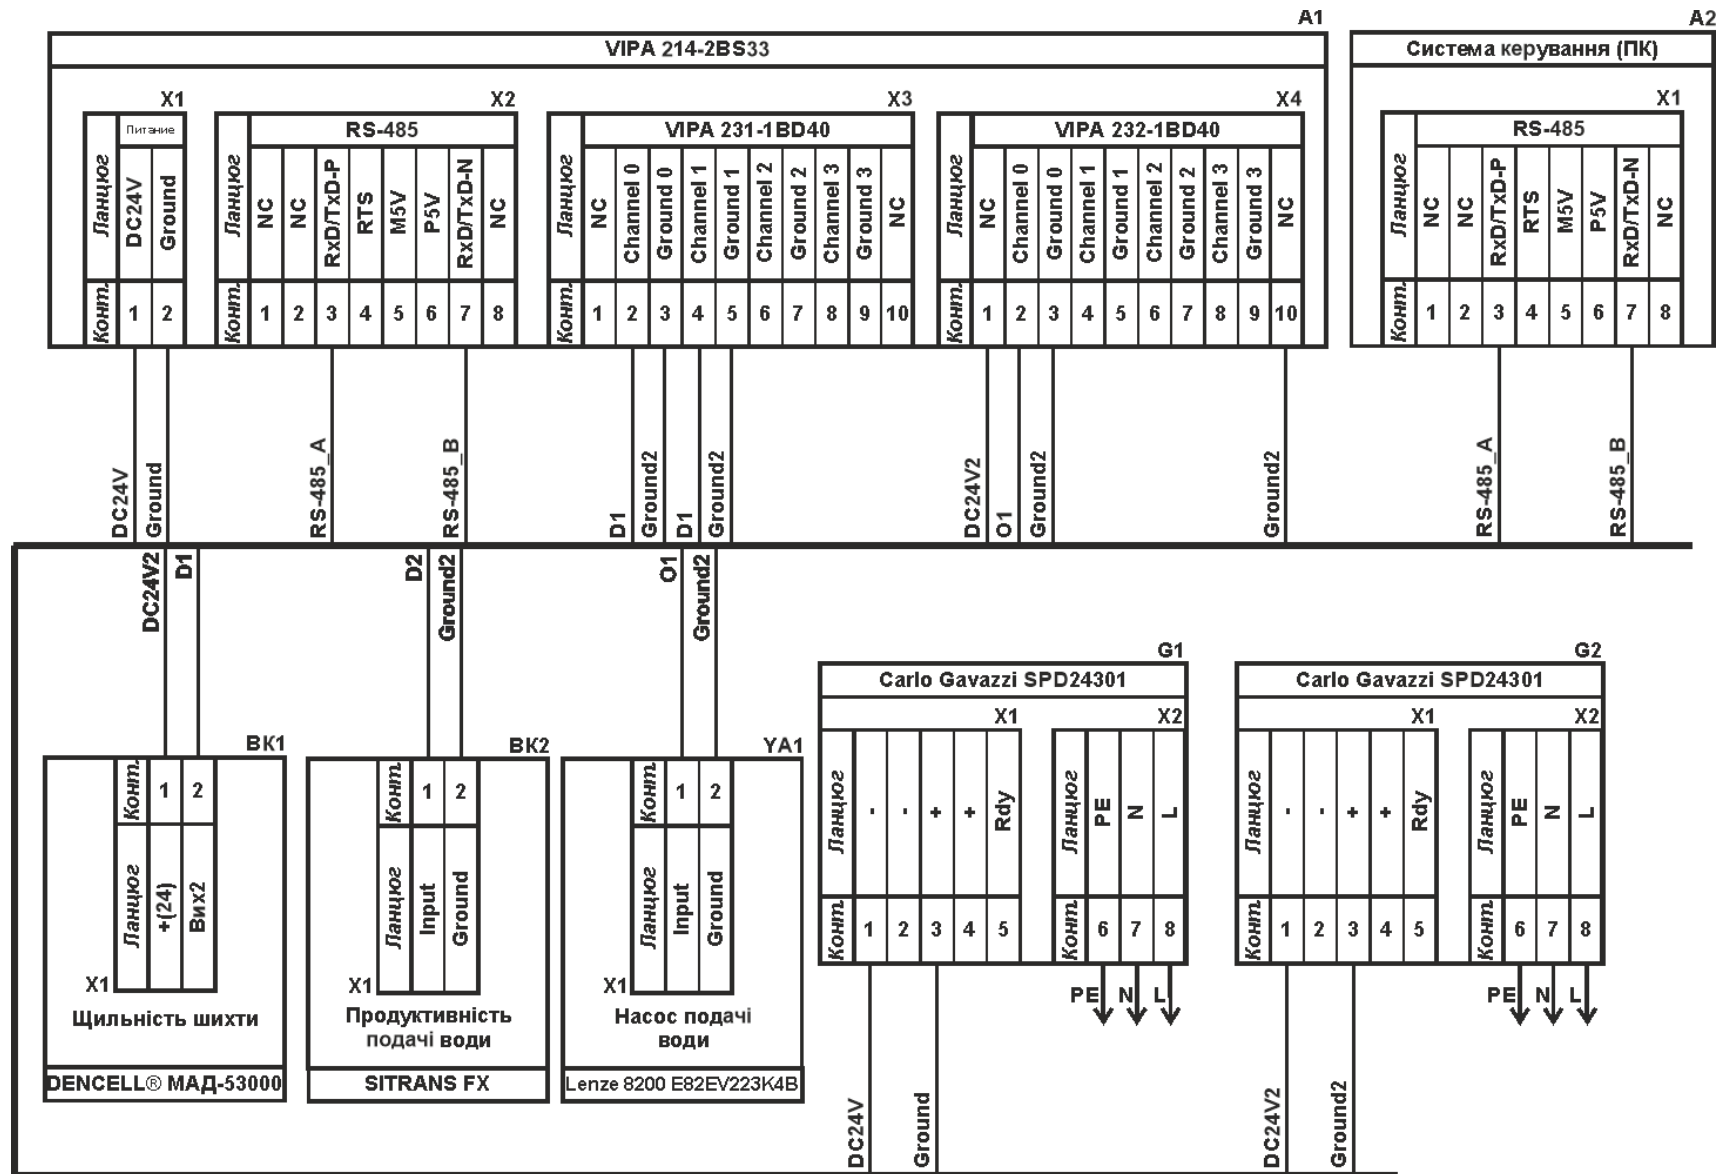 A1
A2
VIPA 214-2BS33
Система керування (ПК)
X1
X2
X3
X4
X1
Ланцюг
Питание
DC24V
Ground
Конт.
1
2
Ланцюг
RS-485
NC
NC
RxD/TxD-P
RTS
M5V
P5V
RxD/TxD-N
NC
Конт.
1
2
3
4
5
6
7
8
Ланцюг
VIPA 231-1BD40
NC
Channel 0
Ground 0
Channel 1
Ground 1
Channel 2
Ground 2
Channel 3
Ground 3
NC
Конт.
1
2
3
4
5
6
7
8
9
10
Ланцюг
VIPA 232-1BD40
NC
Channel 0
Ground 0
Channel 1
Ground 1
Channel 2
Ground 2
Channel 3
Ground 3
NC
Конт.
1
2
3
4
5
6
7
8
9
10
Ланцюг
RS-485
NC
NC
RxD/TxD-P
RTS
M5V
P5V
RxD/TxD-N
NC
Конт.
1
2
3
4
5
6
7
8
DC24V
Ground
RS-485_A
RS-485_B
D1
Ground2
D1
Ground2
DC24V2
O1
Ground2
Ground2
RS-485_A
RS-485_B
DC24V2
D1
D2
Ground2
O1
Ground2
BK1
Конт.
1
2
Ланцюг
+(24)
Вих2
X1
Щильність шихти
DENCELL® МАД-53000
BK2
Конт.
1
2
Ланцюг
Input
Ground
X1
Продуктивність
подачі води
SITRANS FX
YA1
Конт.
1
2
Ланцюг
Input
Ground
X1
Насос подачі
води
Lenze 8200 E82EV223K4B
G1
Carlo Gavazzi SPD24301
X1
X2
Ланцюг
-
-
+
+
Rdy
Конт.
1
2
3
4
5
Ланцюг
PE
N
L
Конт.
6
7
8
PE
N
L
DC24V
Ground
G2
Carlo Gavazzi SPD24301
X1
X2
Ланцюг
-
-
+
+
Rdy
Конт.
1
2
3
4
5
Ланцюг
PE
N
L
Конт.
6
7
8
PE
N
L
DC24V2
Ground2